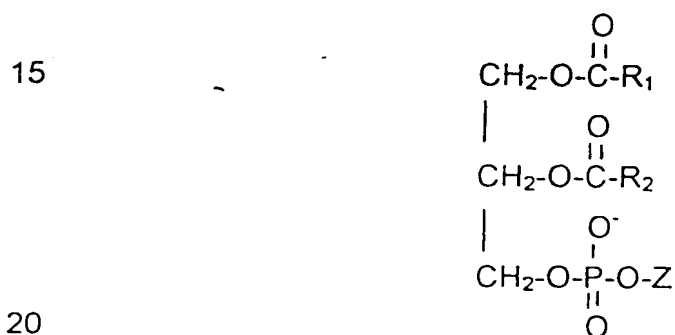 O
||
15 CH₂-O-C-R₁
|
O
||
CH₂-O-C-R₂
O⁻
| |
CH₂-O-P-O-Z
||
20 O